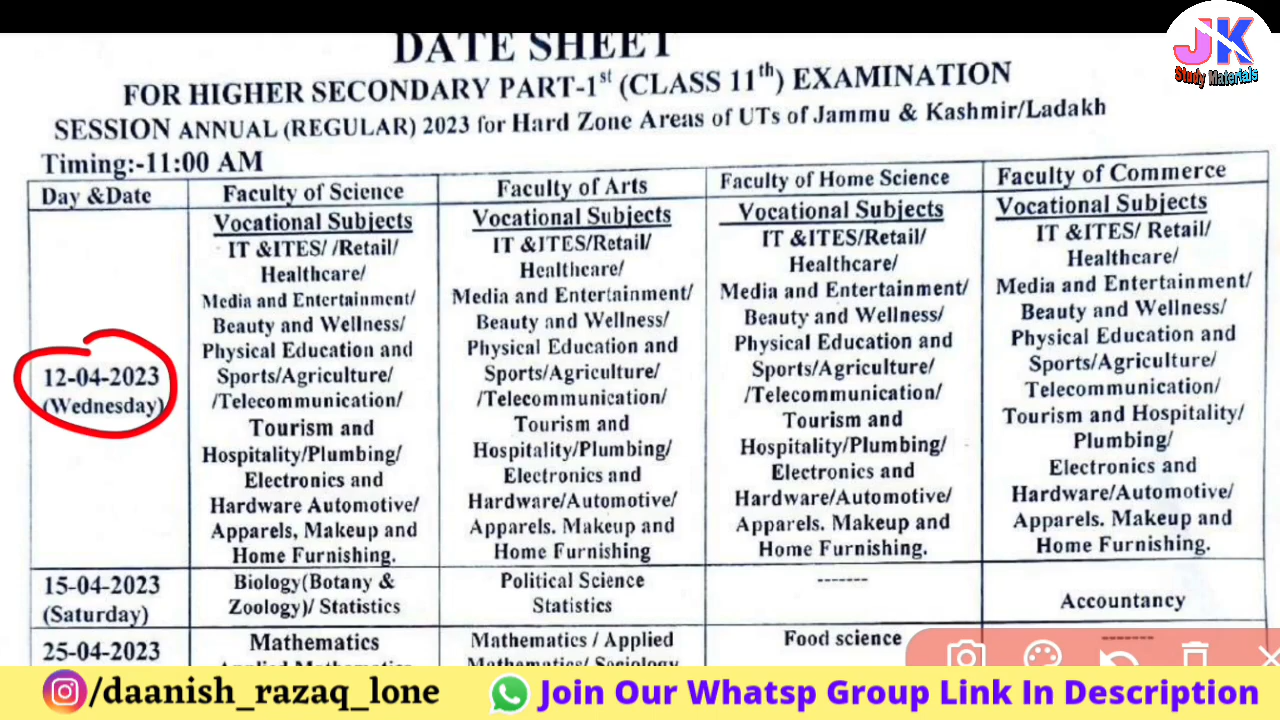 JK
Study Materials
DATE SHEET
FOR HIGHER SECONDARY PART-1st (CLASS 11th) EXAMINATION
SESSION ANNUAL (REGULAR) 2023 for Hard Zone Areas of UTs of Jammu & Kashmir/Ladakh
Timing:-11:00 AM
Day &Date
Faculty of Science
Faculty of Arts
Faculty of Home Science
Faculty of Commerce
12-04-2023
(Wednesday)
Vocational Subjects
IT &ITES/ /Retail/
Healthcare/
Media and Entertainment/
Beauty and Wellness/
Physical Education and
Sports/Agriculture/
/Telecommunication/
Tourism and
Hospitality/Plumbing/
Electronics and
Hardware Automotive/
Apparels, Makeup and
Home Furnishing.
Vocational Subjects
IT &ITES/Retail/
Healthcare/
Media and Entertainment/
Beauty and Wellness/
Physical Education and
Sports/Agriculture/
/Telecommunication/
Tourism and
Hospitality/Plumbing/
Electronics and
Hardware/Automotive/
Apparels. Makeup and
Home Furnishing
Vocational Subjects
IT &ITES/Retail/
Healthcare/
Media and Entertainment/
Beauty and Wellness/
Physical Education and
Sports/Agriculture/
/Telecommunication/
Tourism and
Hospitality/Plumbing/
Electronics and
Hardware/Automotive/
Apparels. Makeup and
Home Furnishing.
Vocational Subjects
IT &ITES/ Retail/
Healthcare/
Media and Entertainment/
Beauty and Wellness/
Physical Education and
Sports/Agriculture/
Telecommunication/
Tourism and Hospitality/
Plumbing/
Electronics and
Hardware/Automotive/
Apparels. Makeup and
Home Furnishing.
15-04-2023
(Saturday)
Biology(Botany &
Zoology)/ Statistics
Political Science
Statistics
-------
Accountancy
25-04-2023
Mathematics
Applied Mathematics
Mathematics / Applied
Mathematics/ Sociology
Food science
-------
/daanish_razaq_lone
Join Our Whatsp Group Link In Description